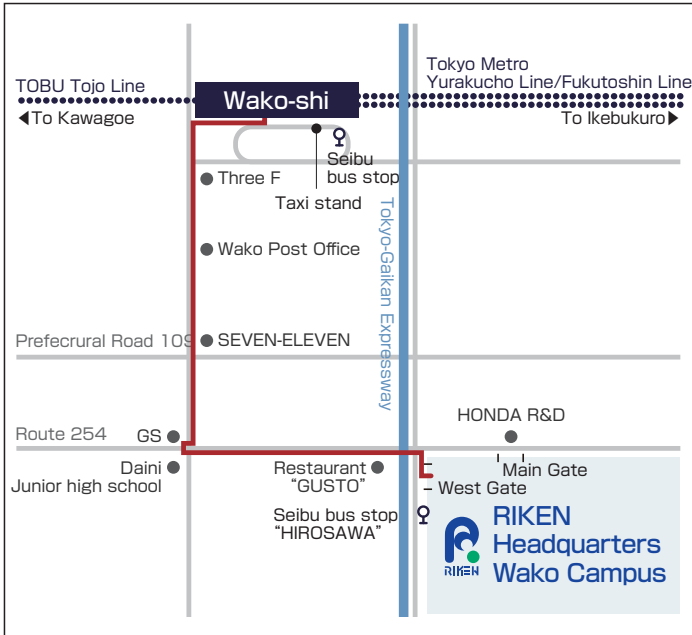 TOBU Tojo Line
Wako-shi
Tokyo Metro
Yurakucho Line/Fukutoshin Line
◀To Kawagoe
To Ikebukuro▶
Seibu
bus stop
Three F
Taxi stand
Tokyo-Gaikan Expressway
Wako Post Office
Prefecrural Road 109
SEVEN-ELEVEN
HONDA R&D
Route 254
GS
Daini
Junior high school
Restaurant
“GUSTO”
Main Gate
West Gate
Seibu bus stop
“HIROSAWA”
RIKEN
RIKEN
Headquarters
Wako Campus